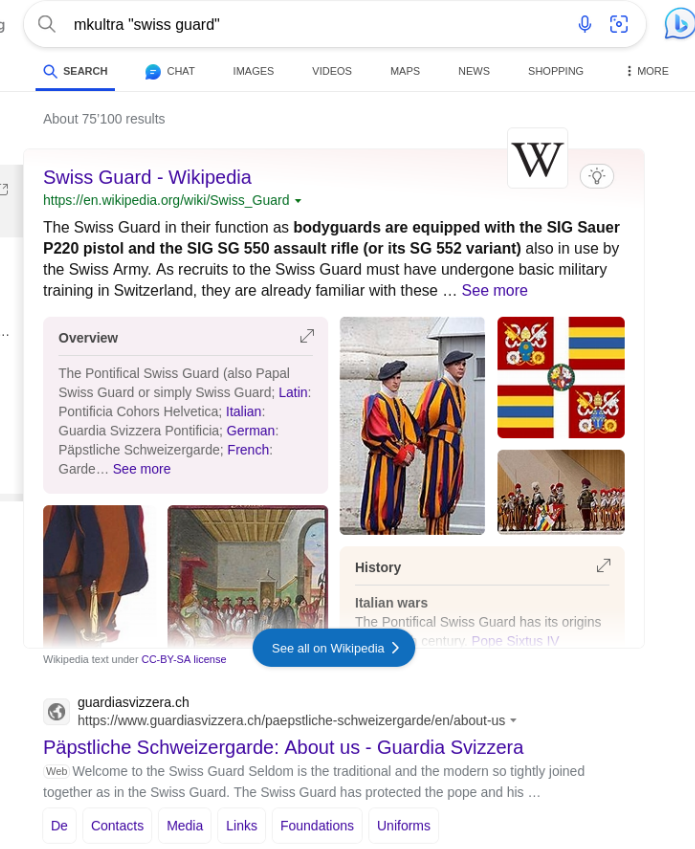 g
mkultra "swiss guard"
SEARCH CHAT IMAGES VIDEOS MAPS NEWS SHOPPING MORE
About 75'100 results
W
Swiss Guard - Wikipedia
https://en.wikipedia.org/wiki/Swiss_Guard
The Swiss Guard in their function as bodyguards are equipped with the SIG Sauer
P220 pistol and the SIG SG 550 assault rifle (or its SG 552 variant) also in use by
the Swiss Army. As recruits to the Swiss Guard must have undergone basic military
training in Switzerland, they are already familiar with these … See more
...
Overview
The Pontifical Swiss Guard (also Papal
Swiss Guard or simply Swiss Guard; Latin:
Pontificia Cohors Helvetica; Italian:
Guardia Svizzera Pontificia; German:
Päpstliche Schweizergarde; French:
Garde… See more
History
Italian wars
The Pontifical Swiss Guard has its origins
century. Pope Sixtus IV
See all on Wikipedia
Wikipedia text under CC-BY-SA license
guardiasvizzera.ch
https://www.guardiasvizzera.ch/paepstliche-schweizergarde/en/about-us
Päpstliche Schweizergarde: About us - Guardia Svizzera
Web Welcome to the Swiss Guard Seldom is the traditional and the modern so tightly joined
together as in the Swiss Guard. The Swiss Guard has protected the pope and his …
De Contacts Media Links Foundations Uniforms